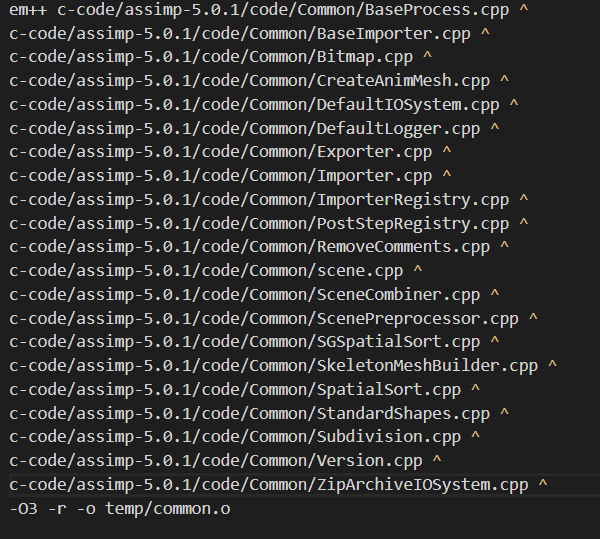 em++ c-code/assimp-5.0.1/code/Common/BaseProcess.cpp ^
c-code/assimp-5.0.1/code/Common/BaseImporter.cpp ^
c-code/assimp-5.0.1/code/Common/Bitmap.cpp ^
c-code/assimp-5.0.1/code/Common/CreateAnimMesh.cpp ^
c-code/assimp-5.0.1/code/Common/DefaultIOSystem.cpp ^
c-code/assimp-5.0.1/code/Common/DefaultLogger.cpp ^
c-code/assimp-5.0.1/code/Common/Exporter.cpp ^
c-code/assimp-5.0.1/code/Common/Importer.cpp ^
c-code/assimp-5.0.1/code/Common/ImporterRegistry.cpp ^
c-code/assimp-5.0.1/code/Common/PostStepRegistry.cpp ^
c-code/assimp-5.0.1/code/Common/RemoveComments.cpp ^
c-code/assimp-5.0.1/code/Common/scene.cpp ^
c-code/assimp-5.0.1/code/Common/SceneCombiner.cpp ^
c-code/assimp-5.0.1/code/Common/ScenePreprocessor.cpp ^
c-code/assimp-5.0.1/code/Common/SGSpatialSort.cpp ^
c-code/assimp-5.0.1/code/Common/SkeletonMeshBuilder.cpp ^
c-code/assimp-5.0.1/code/Common/SpatialSort.cpp ^
c-code/assimp-5.0.1/code/Common/StandardShapes.cpp ^
c-code/assimp-5.0.1/code/Common/Subdivision.cpp ^
c-code/assimp-5.0.1/code/Common/Version.cpp ^
c-code/assimp-5.0.1/code/Common/ZipArchiveIOSystem.cpp ^
-O3 -r -o temp/common.o